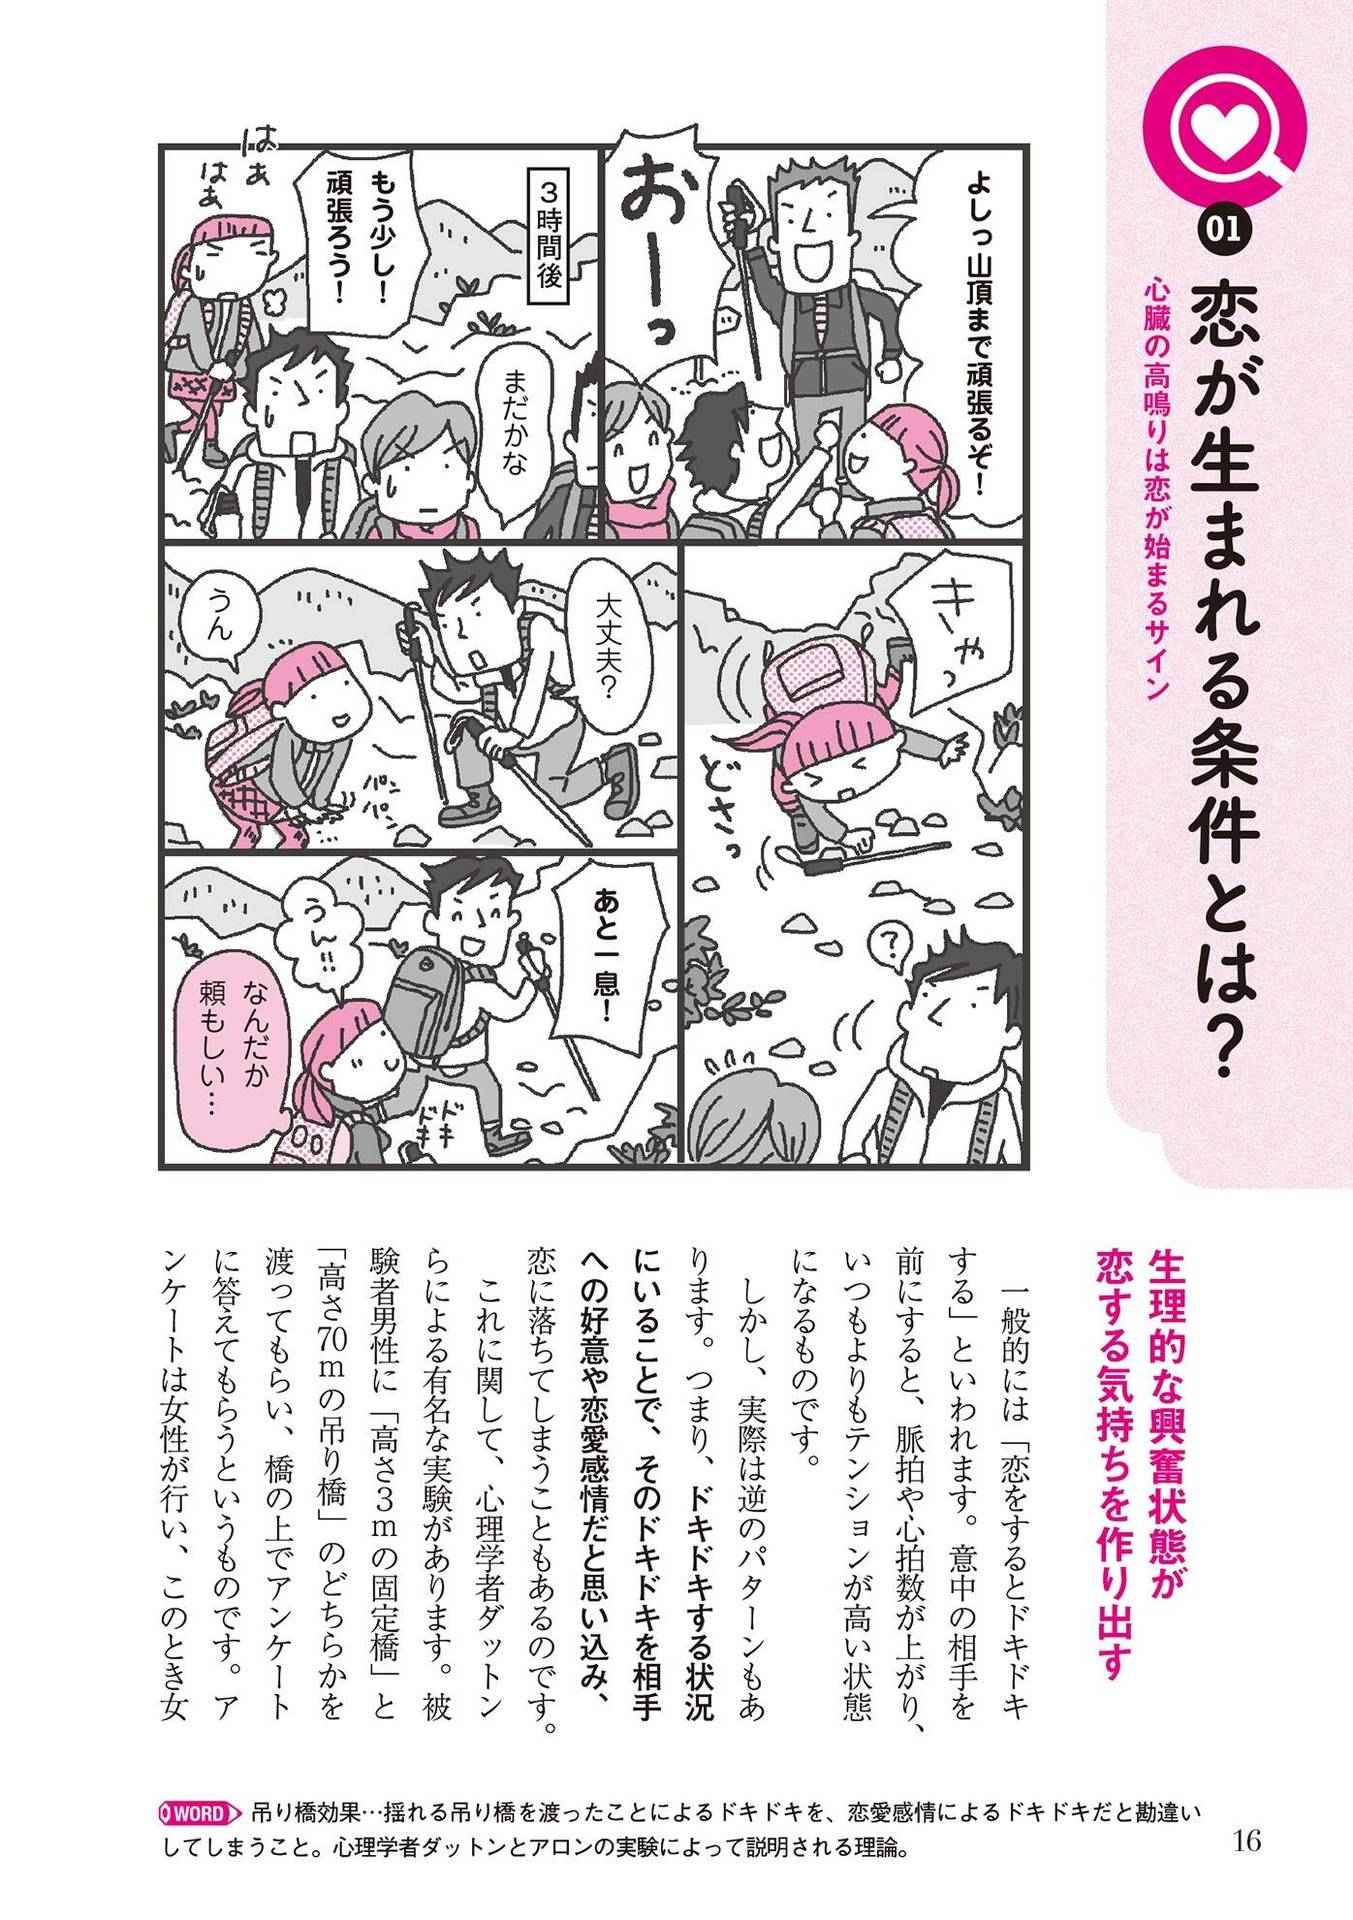 01
恋が生まれる条件とは?
心臓の高鳴りは恋が始まるサイン
よしっ山頂まで頑張るぞ!
おーっ
3時間後
まだかな
もう少し!
頑張ろう!
はぁ
はぁ
きゃっ
どさっ
?
大丈夫?
うん
パン
パン
あと一息!
うん…
なんだか
頼もしい…
ドキ
ドキ
生理的な興奮状態が
恋する気持ちを作り出す
一般的には「恋をするとドキドキ
する」といわれます。意中の相手を
前にすると、脈拍や心拍数が上がり、
いつもよりもテンションが高い状態
になるものです。
しかし、実際は逆のパターンもあ
ります。つまり、ドキドキする状況
にいることで、そのドキドキを相手
への好意や恋愛感情だと思い込み、
恋に落ちてしまうこともあるのです。
これに関して、心理学者ダットン
らによる有名な実験があります。被
験者男性に「高さ3mの固定橋」と
「高さ70mの吊り橋」のどちらかを
渡ってもらい、橋の上でアンケート
に答えてもらうというものです。ア
ンケートは女性が行い、このとき女
WORD 吊り橋効果…揺れる吊り橋を渡ったことによるドキドキを、恋愛感情によるドキドキだと勘違い
してしまうこと。心理学者ダットンとアロンの実験によって説明される理論。
16